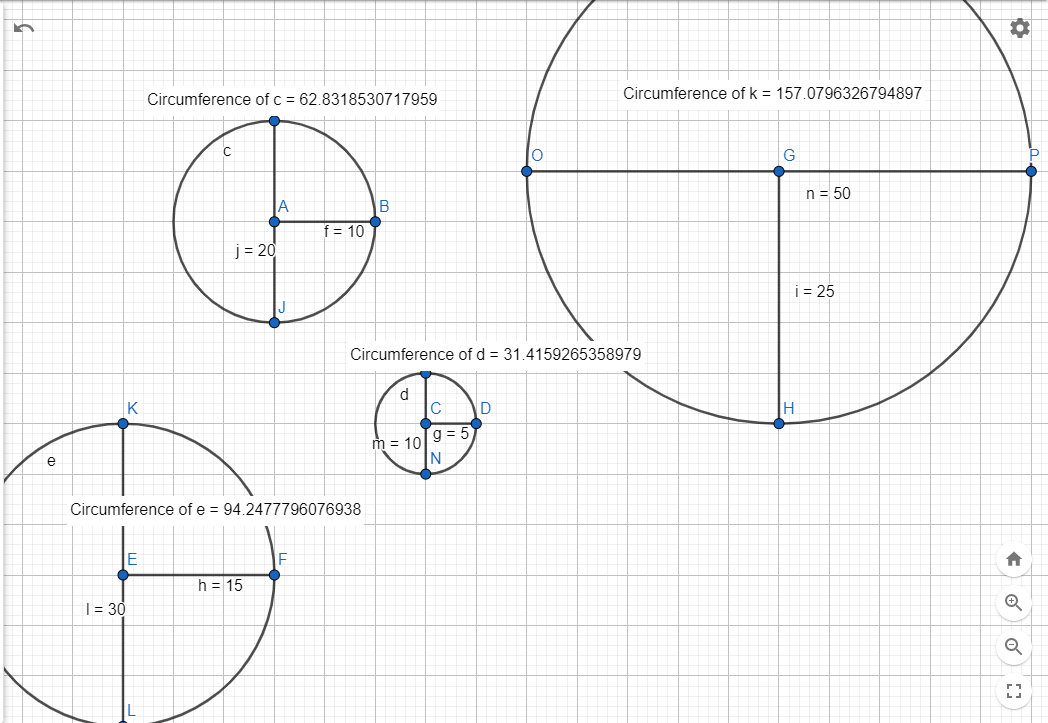 Circumference of c = 62.8318530717959
c
A
B
f = 10
j = 20
J
Circumference of k = 157.0796326794897
O
G
P
n = 50
i = 25
H
Circumference of d = 31.4159265358979
d
C
D
g = 5
m = 10
N
K
e
Circumference of e = 94.2477796076938
E
F
h = 15
l = 30
L